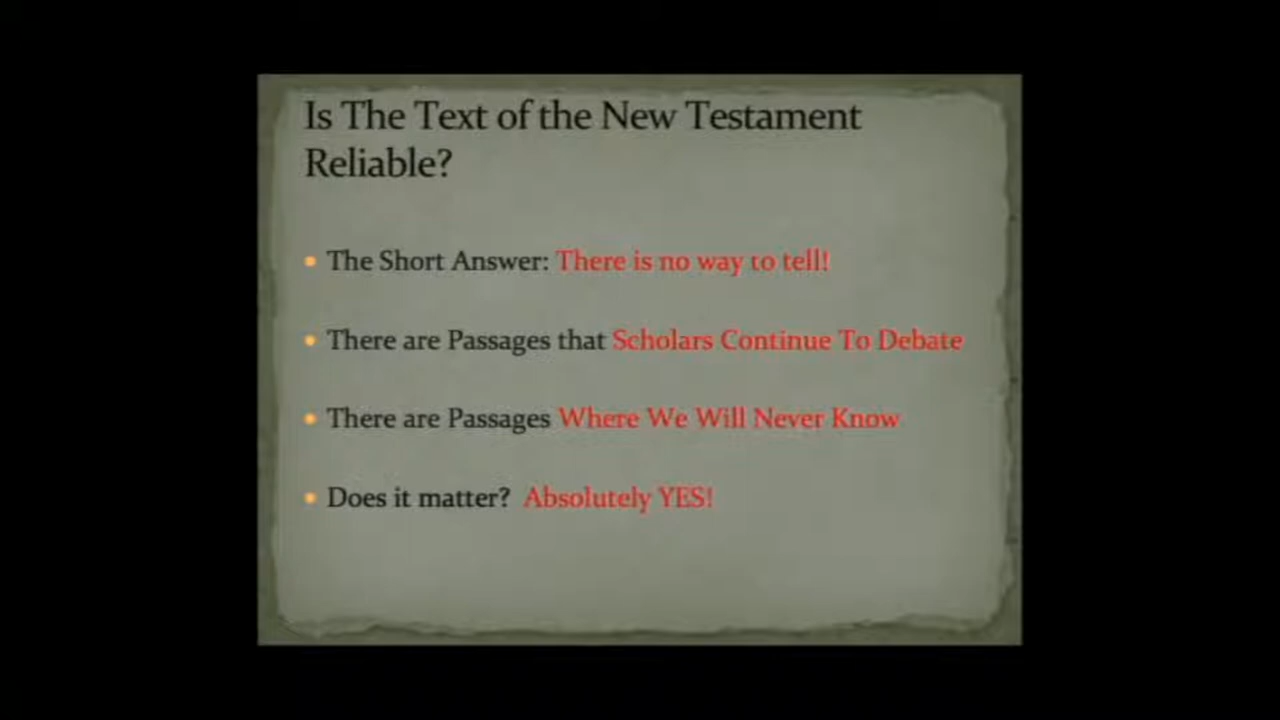 Is The Text of the New Testament
Reliable?
• The Short Answer: There is no way to tell!
• There are Passages that Scholars Continue To Debate
• There are Passages Where We Will Never Know
• Does it matter? Absolutely YES!